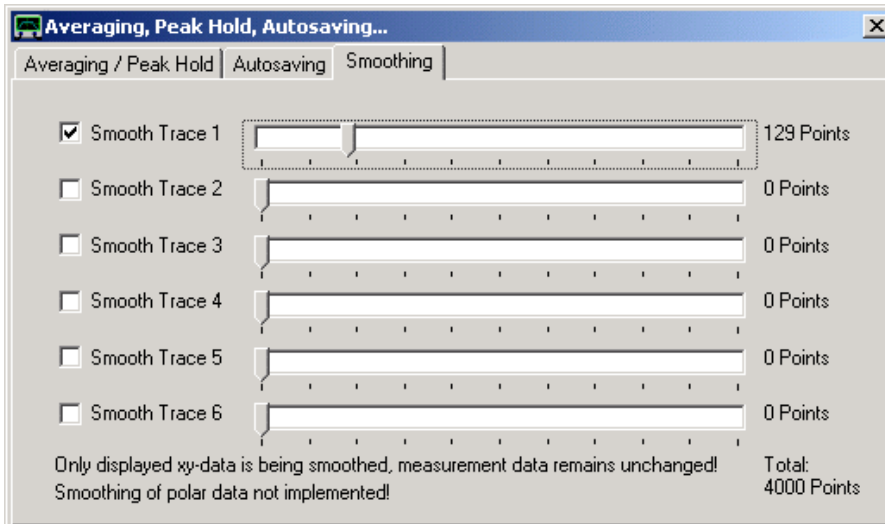 Averaging, Peak Hold, Autosaving...
Averaging / Peak Hold Autosaving Smoothing
Smooth Trace 1 129 Points
Smooth Trace 2 0 Points
Smooth Trace 3 0 Points
Smooth Trace 4 0 Points
Smooth Trace 5 0 Points
Smooth Trace 6 0 Points
Only displayed xy-data is being smoothed, measurement data remains unchanged!
Smoothing of polar data not implemented!
Total:
4000 Points